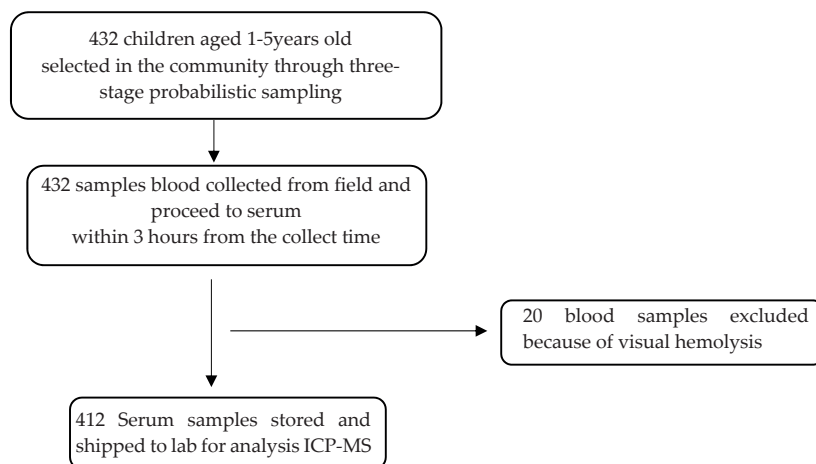 432 children aged 1-5years old
selected in the community through three-
stage probabilistic sampling
432 samples blood collected from field and
proceed to serum
within 3 hours from the collect time
20 blood samples excluded
because of visual hemolysis
412 Serum samples stored and
shipped to lab for analysis ICP-MS